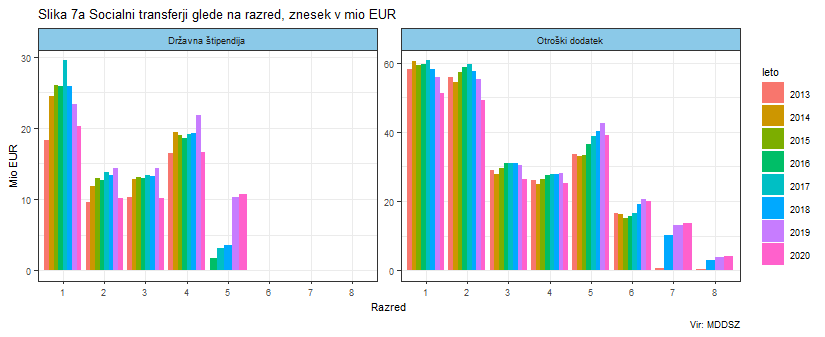 Slika 7a Socialni transferji glede na razred, znesek v mio EUR
Državna štipendija
Otroški dodatek
Mio EUR
30
20
10
0
60
40
20
0
1 2 3 4 5 6 7 8
1 2 3 4 5 6 7 8
Razred
leto
2013
2014
2015
2016
2017
2018
2019
2020
Vir: MDDSZ